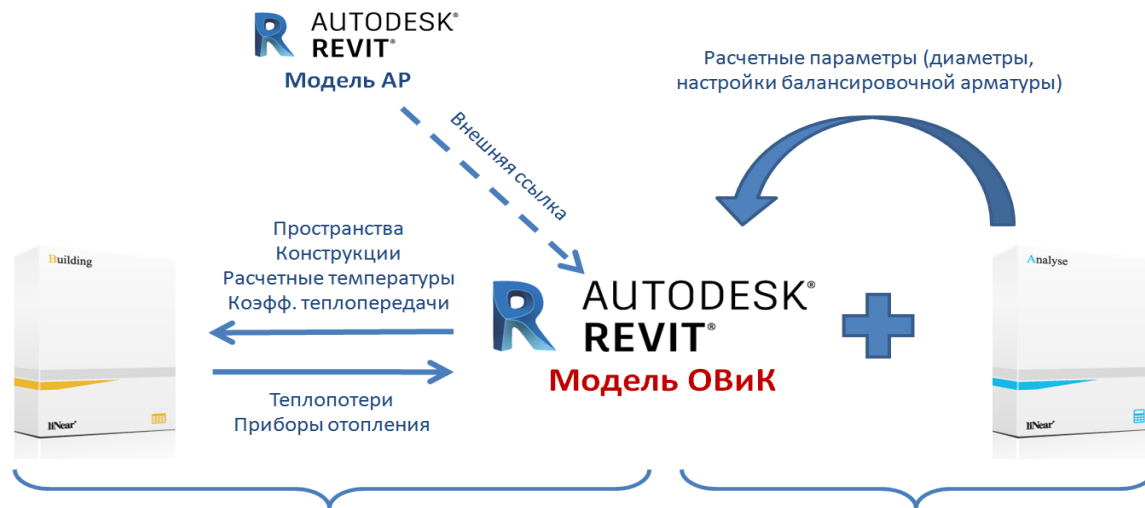 AUTODESK®
REVIT®
Модель АР
Расчетные параметры (диаметры,
настройки балансировочной арматуры)
Внешняя ссылка
Пространства
Конструкции
Расчетные температуры
Коэфф. теплопередачи
Building
liNear®
Теплопотери
Приборы отопления
AUTODESK®
REVIT®
Модель ОВиК
Analyse
liNear®